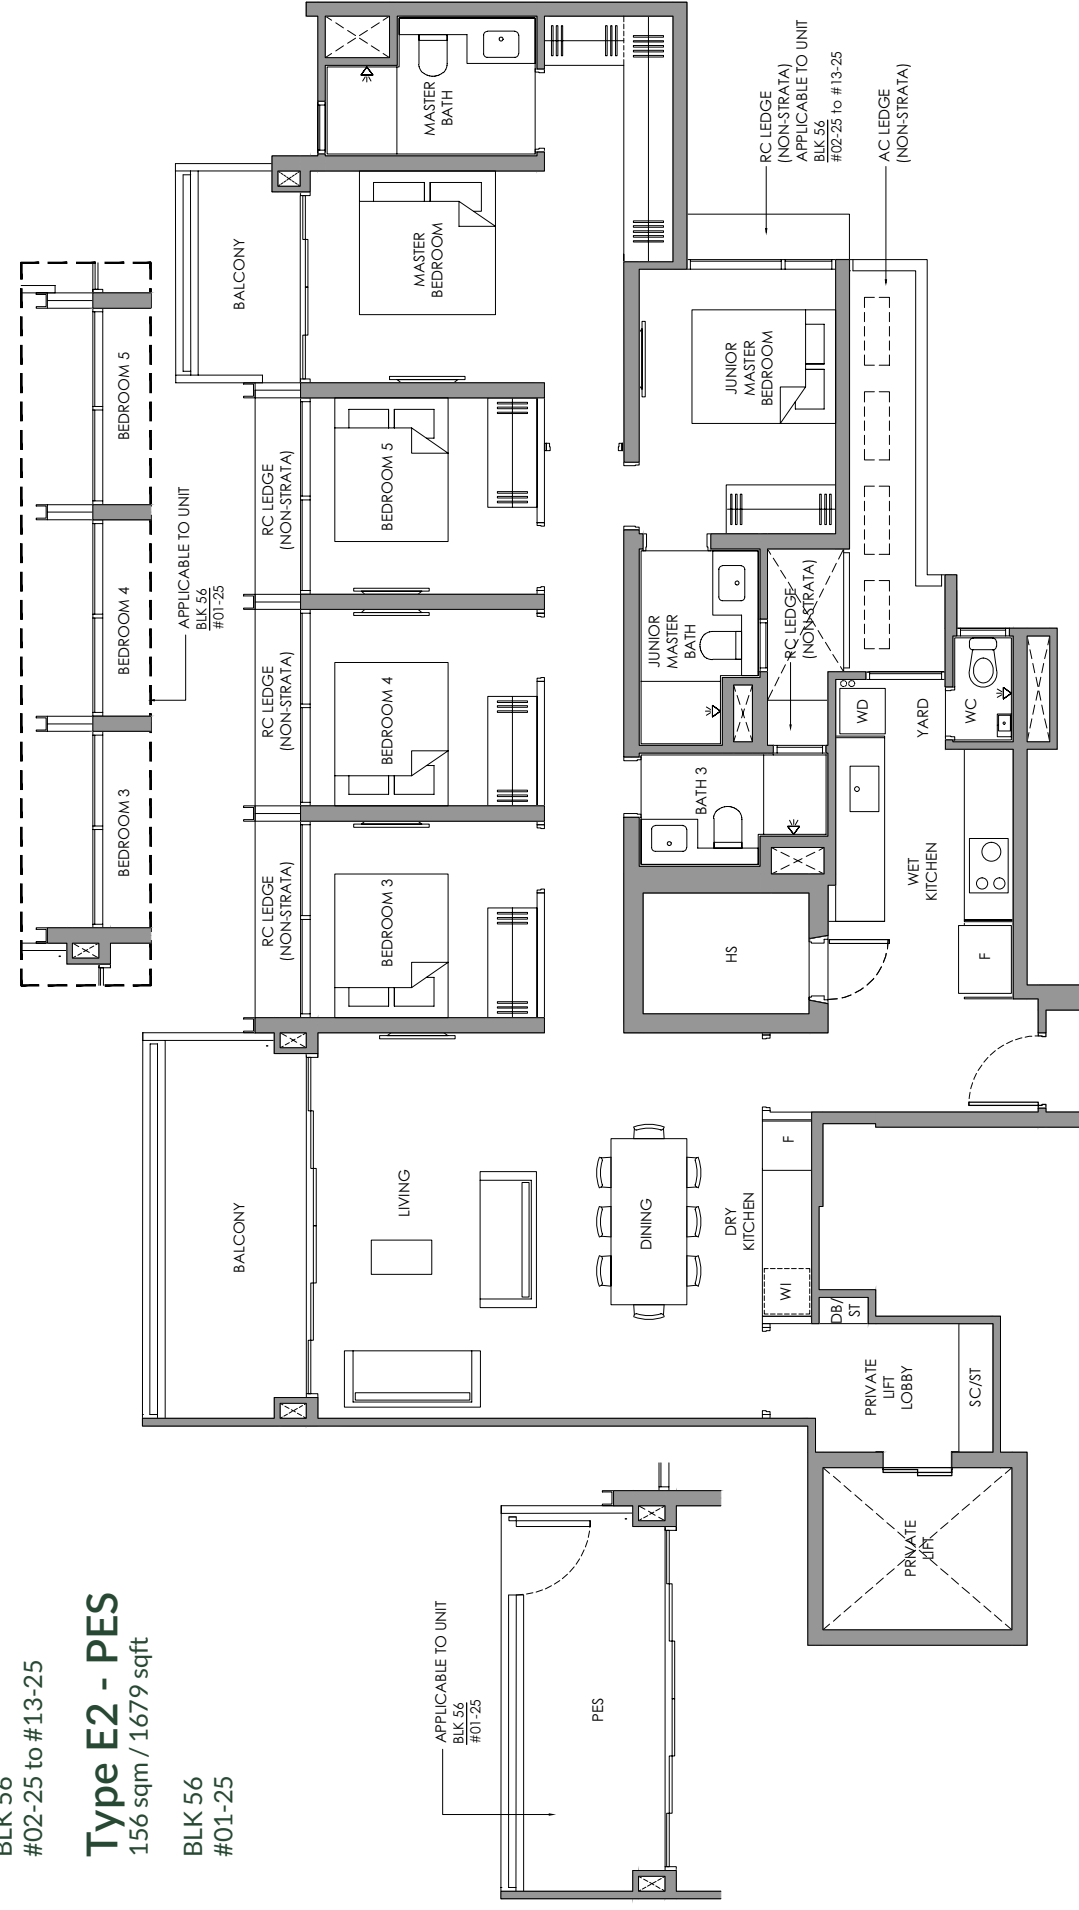 BLK 56
#02-25 to #13-25
Type E2 - PES
156 sqm / 1679 sqft
BLK 56
#01-25
BEDROOM 3
BEDROOM 4
BEDROOM 5
APPLICABLE TO UNIT
BLK 56
#01-25
BALCONY
BALCONY
RC LEDGE
(NON-STRATA)
RC LEDGE
(NON-STRATA)
RC LEDGE
(NON-STRATA)
LIVING
BEDROOM 3
BEDROOM 4
BEDROOM 5
MASTER
BEDROOM
MASTER
BATH
APPLICABLE TO UNIT
BLK 56
#01-25
PES
DINING
DRY
KITCHEN
F
WI
DB/
ST
HS
BATH 3
JUNIOR
MASTER
BATH
JUNIOR
MASTER
BEDROOM
RC LEDGE
(NON-STRATA)
RC LEDGE
(NON-STRATA)
APPLICABLE TO UNIT
BLK 56
#02-25 to #13-25
AC LEDGE
(NON-STRATA)
PRIVATE
LIFT
PRIVATE
LIFT
LOBBY
SC/ST
WET
KITCHEN
F
WD
YARD
WC